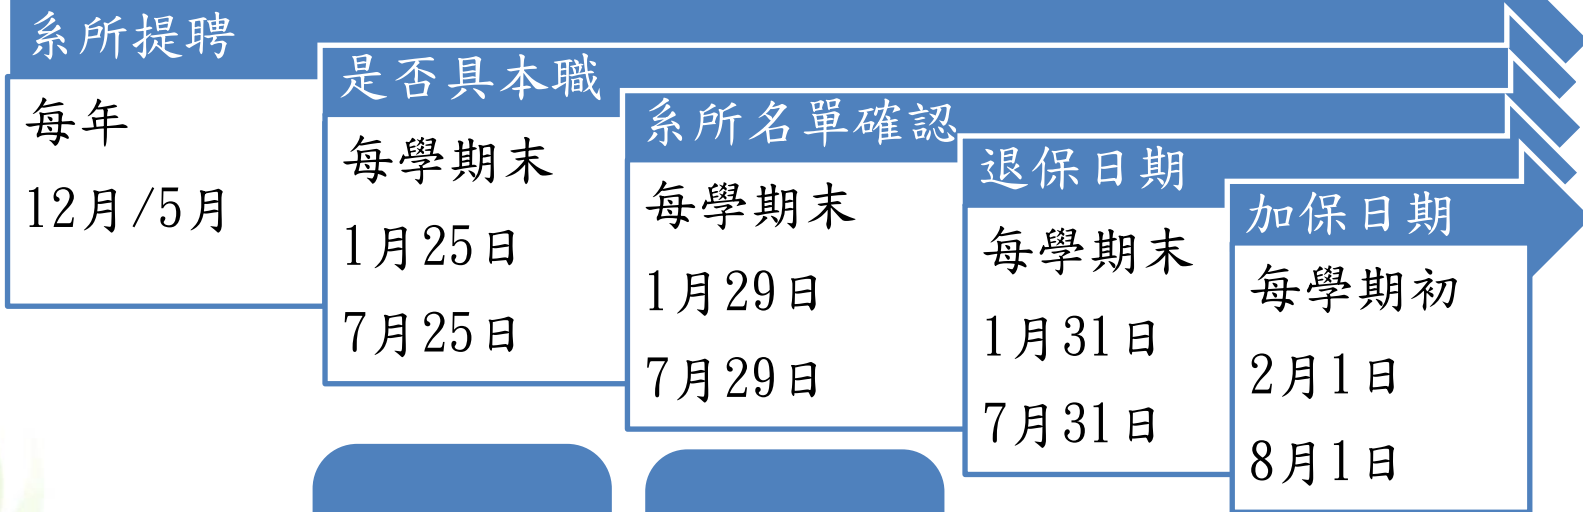 系所提聘
每年
12月/5月
是否具本職
每學期末
1月25日
7月25日
系所名單確認
每學期末
1月29日
7月29日
退保日期
每學期末
1月31日
7月31日
加保日期
每學期初
2月1日
8月1日